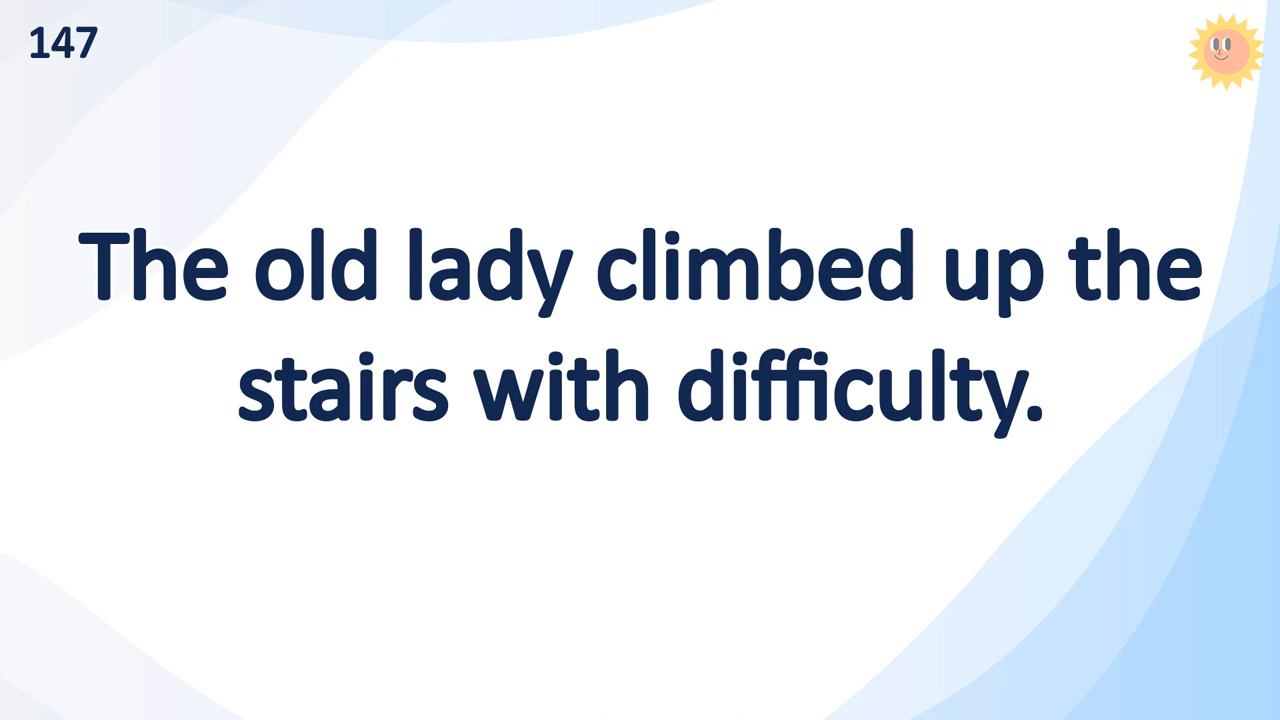 147
The old lady climbed up the
stairs with difficulty.